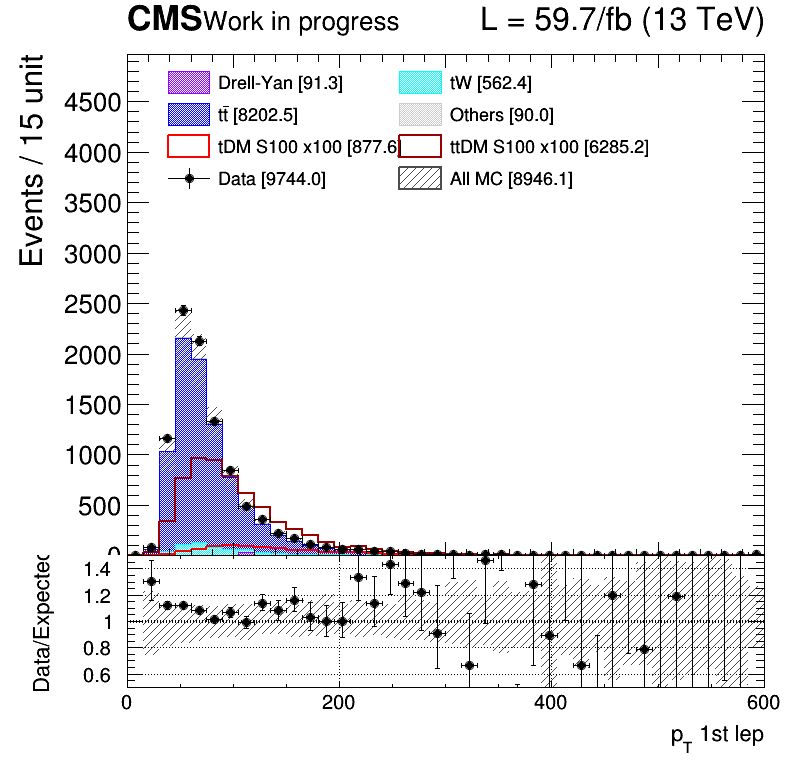 CMS Work in progress L = 59.7/fb (13 TeV)
Events / 15 unit
4500
4000
3500
3000
2500
2000
1500
1000
500
0
Drell-Yan [91.3] tW [562.4]
tt̄ [8202.5] Others [90.0]
tDM S100 x100 [877.6] ttDM S100 x100 [6285.2]
Data [9744.0] All MC [8946.1]
Data/Expected
1.4
1.2
1
0.8
0.6
0 200 400 600
p_T 1st lep